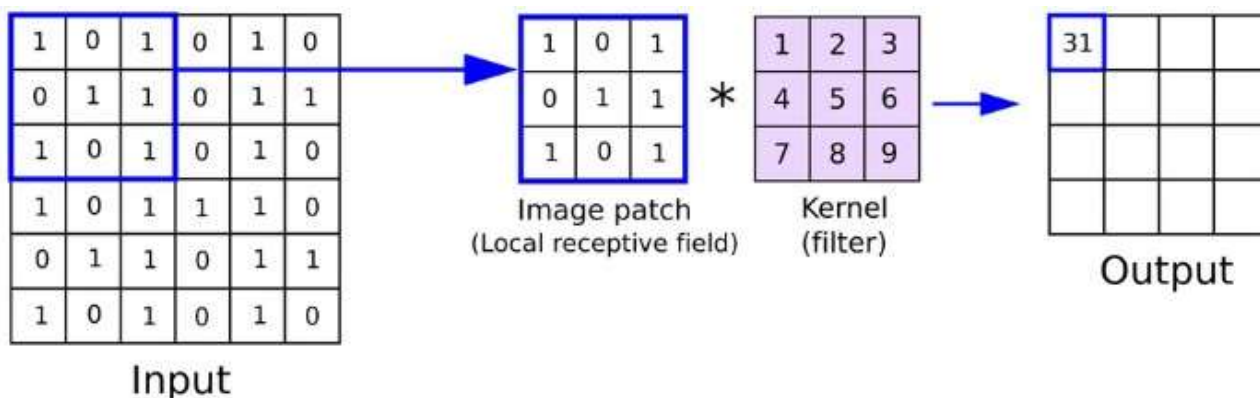 1 0 1 0 1 0
0 1 1 0 1 1
1 0 1 0 1 0
1 0 1 1 1 0
0 1 1 0 1 1
1 0 1 0 1 0
Input
1 0 1
0 1 1
1 0 1
Image patch
(Local receptive field)
*
1 2 3
4 5 6
7 8 9
Kernel
(filter)
31
Output